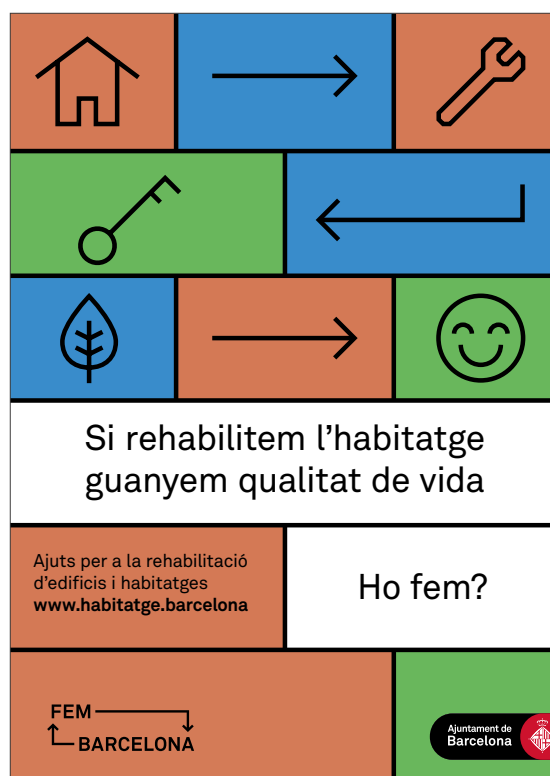 Si rehabilitem l’habitatge
guanyem qualitat de vida
Ajuts per a la rehabilitació
d’edificis i habitatges
www.habitatge.barcelona
Ho fem?
FEM
BARCELONA
Ajuntament de
Barcelona